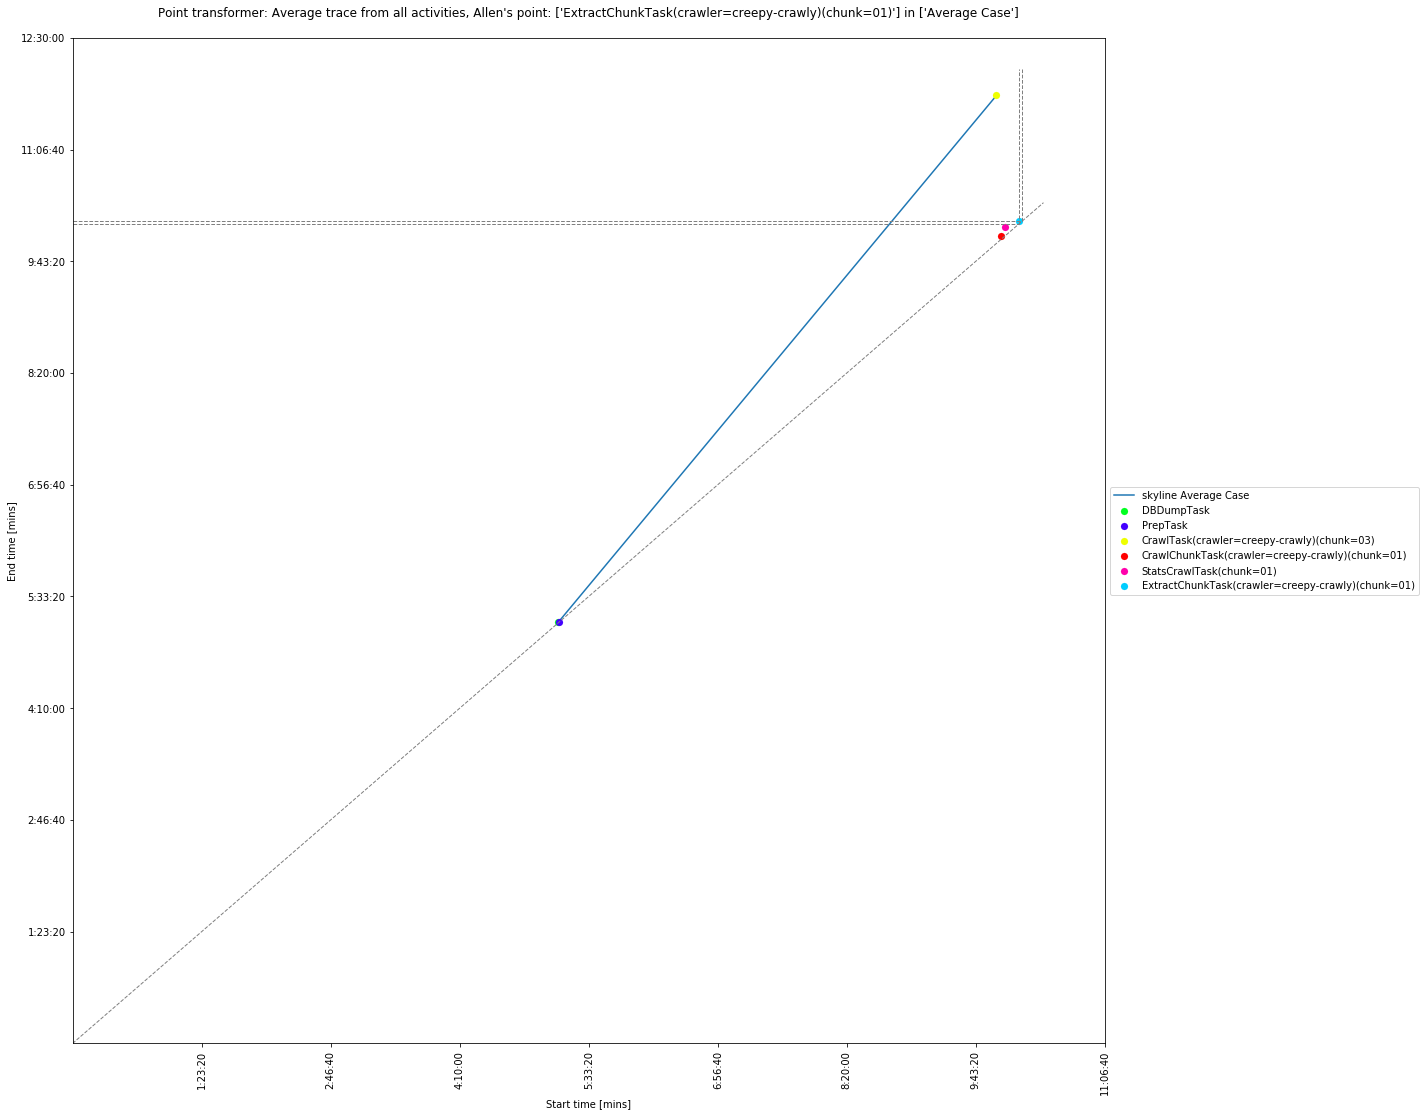 Point transformer: Average trace from all activities, Allen's point: ['ExtractChunkTask(crawler=creepy-crawly)(chunk=01)'] in ['Average Case']
12:30:00
11:06:40
9:43:20
8:20:00
6:56:40
5:33:20
4:10:00
2:46:40
1:23:20
End time [mins]
skyline Average Case
DBDumpTask
PrepTask
CrawlTask(crawler=creepy-crawly)(chunk=03)
CrawlChunkTask(crawler=creepy-crawly)(chunk=01)
StatsCrawlTask(chunk=01)
ExtractChunkTask(crawler=creepy-crawly)(chunk=01)
1:23:20
2:46:40
4:10:00
5:33:20
6:56:40
8:20:00
9:43:20
11:06:40
Start time [mins]